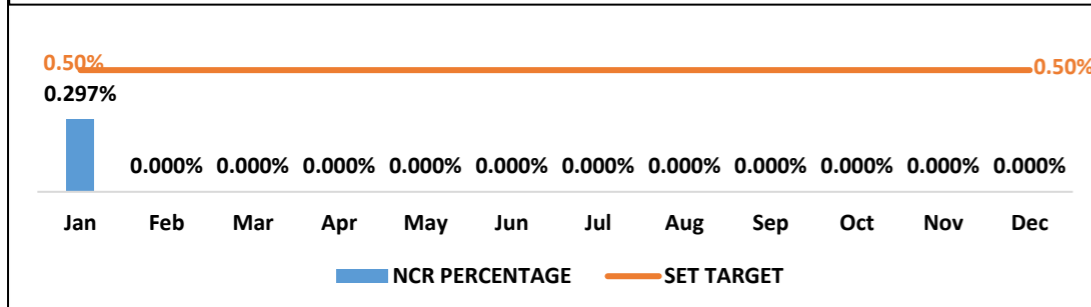 0.50%
0.50%
0.297%
0.000% 0.000% 0.000% 0.000% 0.000% 0.000% 0.000% 0.000% 0.000% 0.000% 0.000%
Jan Feb Mar Apr May Jun Jul Aug Sep Oct Nov Dec
NCR PERCENTAGE SET TARGET